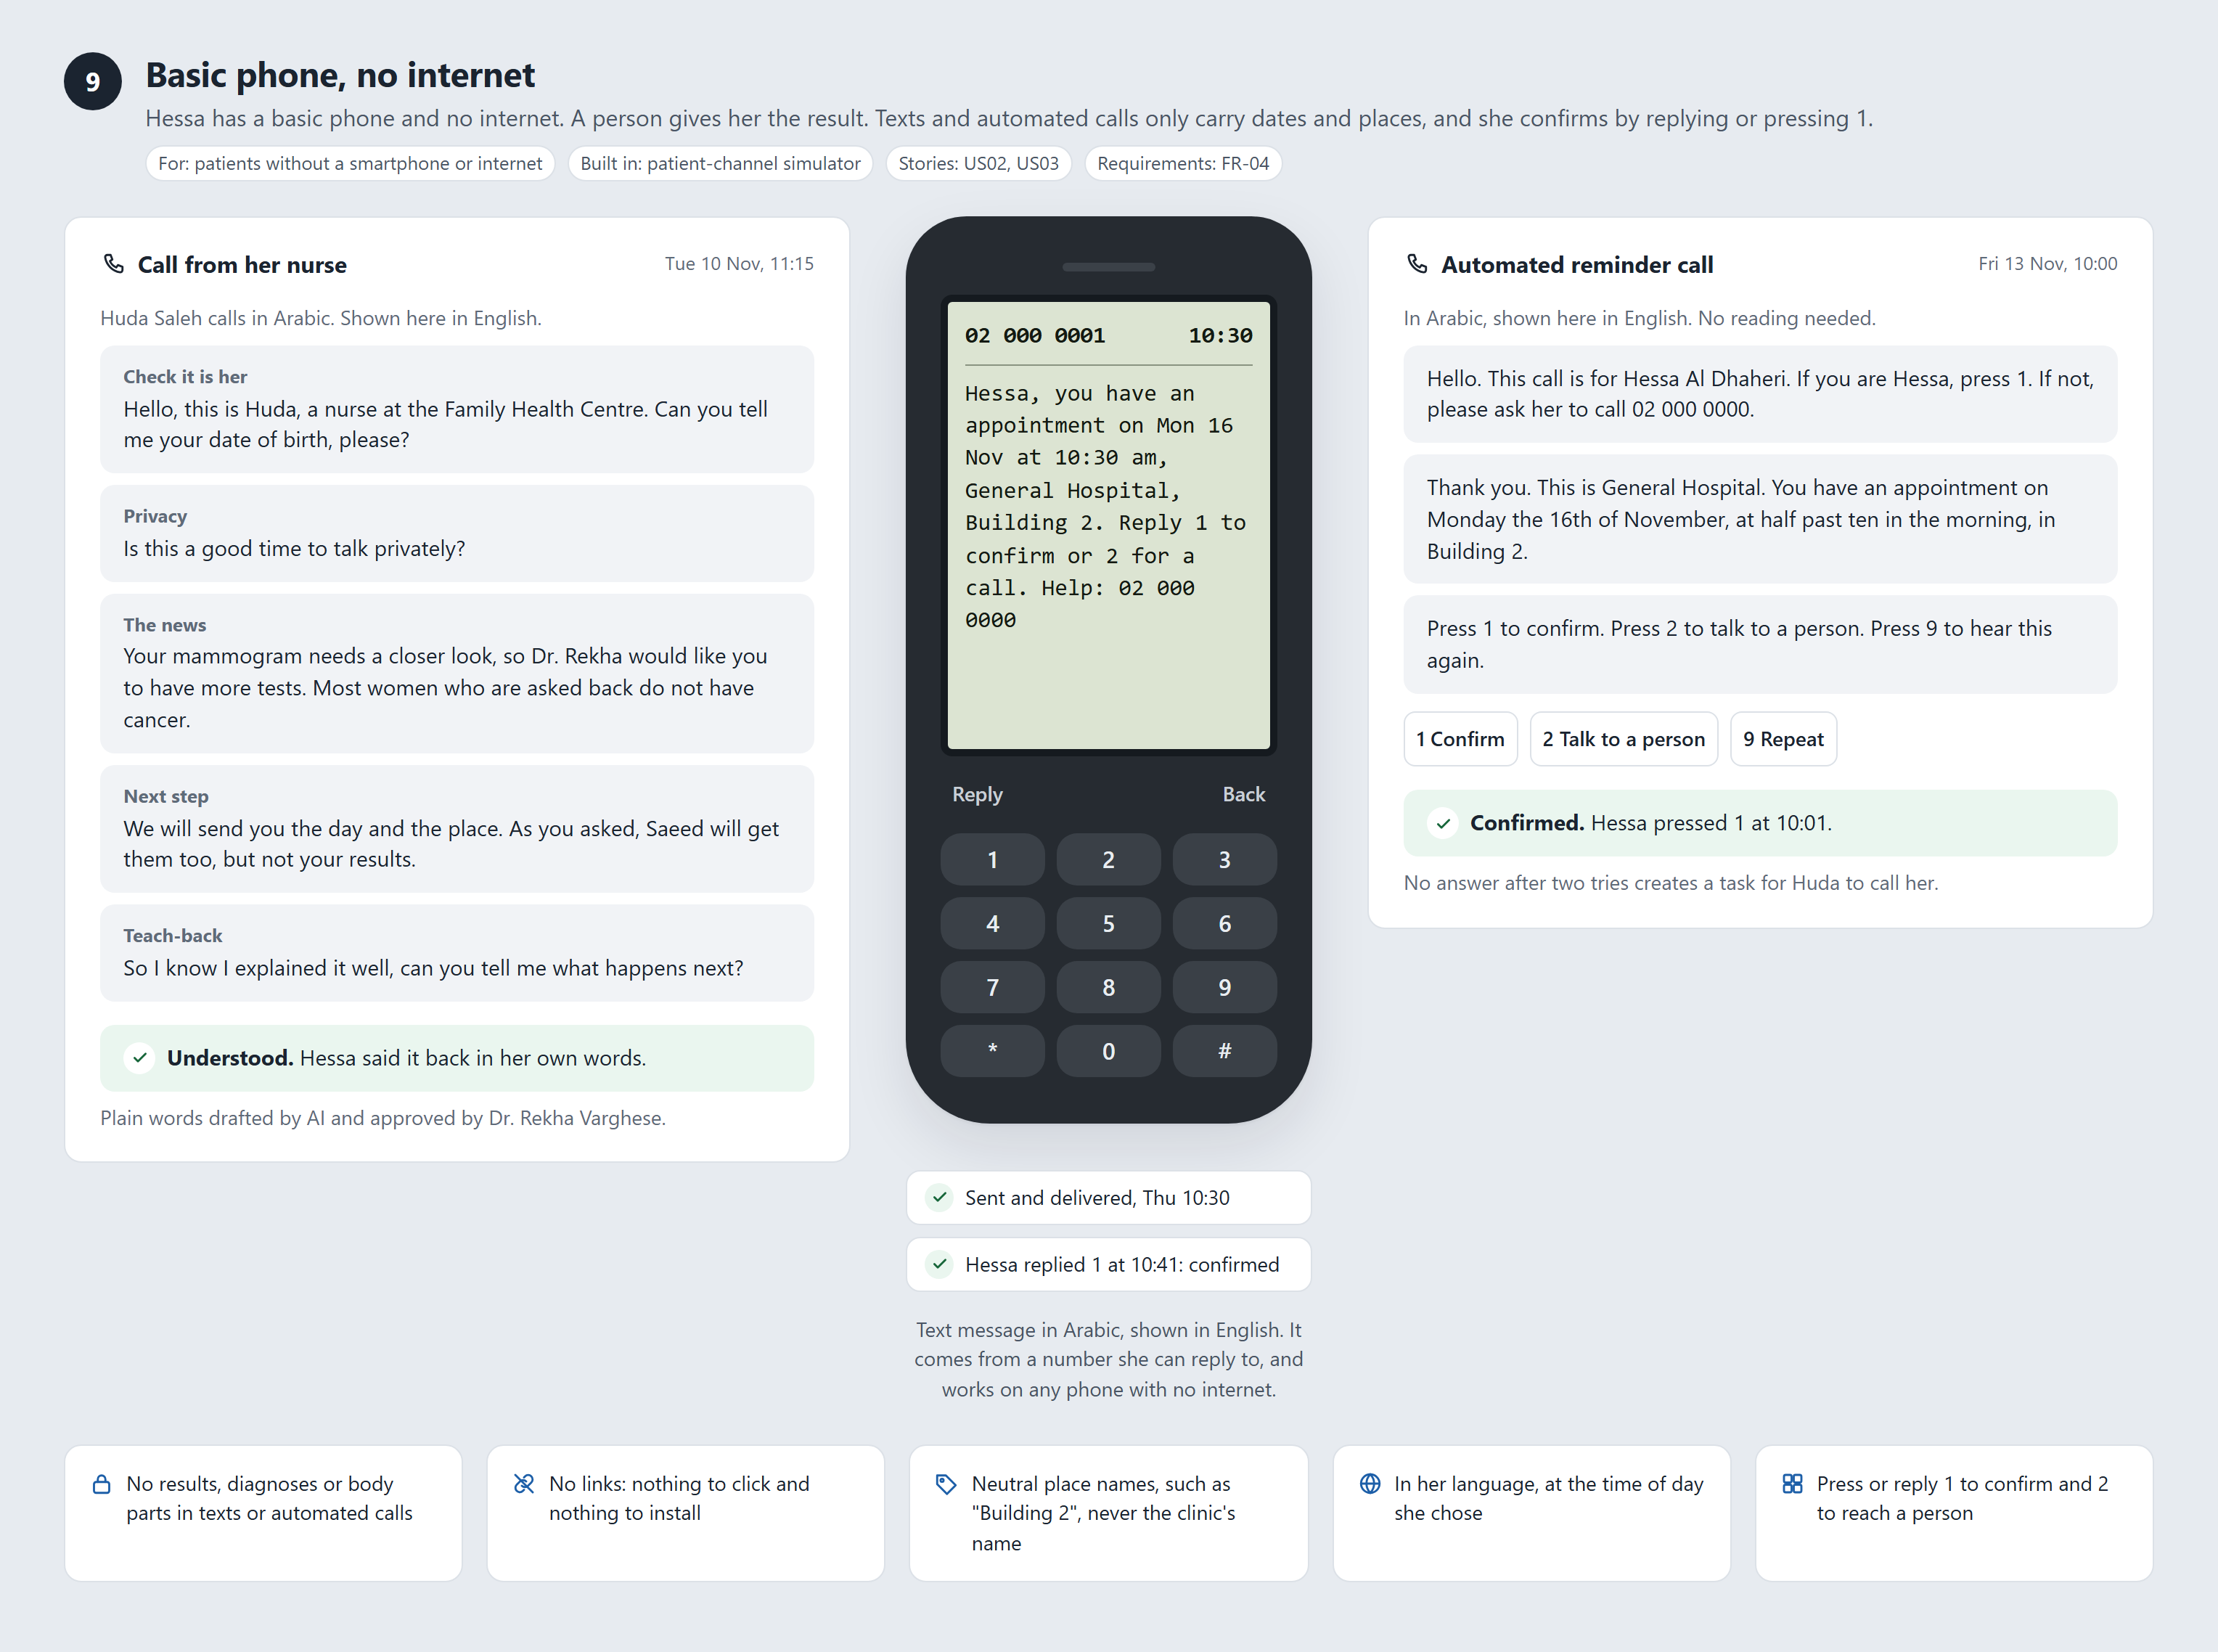 9
Basic phone, no internet
Hessa has a basic phone and no internet. A person gives her the result. Texts and automated calls only carry dates and places, and she confirms by replying or pressing 1.
For: patients without a smartphone or internet
Built in: patient-channel simulator
Stories: US02, US03
Requirements: FR-04
Call from her nurse
Tue 10 Nov, 11:15
Huda Saleh calls in Arabic. Shown here in English.
Check it is her
Hello, this is Huda, a nurse at the Family Health Centre. Can you tell
me your date of birth, please?
Privacy
Is this a good time to talk privately?
The news
Your mammogram needs a closer look, so Dr. Rekha would like you
to have more tests. Most women who are asked back do not have
cancer.
Next step
We will send you the day and the place. As you asked, Saeed will get
them too, but not your results.
Teach-back
So I know I explained it well, can you tell me what happens next?
Understood. Hessa said it back in her own words.
Plain words drafted by AI and approved by Dr. Rekha Varghese.
02 000 0001
10:30
Hessa, you have an
appointment on Mon 16
Nov at 10:30 am,
General Hospital,
Building 2. Reply 1 to
confirm or 2 for a
call. Help: 02 000
0000
Reply
Back
1
2
3
4
5
6
7
8
9
*
0
#
Sent and delivered, Thu 10:30
Hessa replied 1 at 10:41: confirmed
Text message in Arabic, shown in English. It
comes from a number she can reply to, and
works on any phone with no internet.
Automated reminder call
Fri 13 Nov, 10:00
In Arabic, shown here in English. No reading needed.
Hello. This call is for Hessa Al Dhaheri. If you are Hessa, press 1. If not,
please ask her to call 02 000 0000.
Thank you. This is General Hospital. You have an appointment on
Monday the 16th of November, at half past ten in the morning, in
Building 2.
Press 1 to confirm. Press 2 to talk to a person. Press 9 to hear this
again.
1 Confirm
2 Talk to a person
9 Repeat
Confirmed. Hessa pressed 1 at 10:01.
No answer after two tries creates a task for Huda to call her.
No results, diagnoses or body
parts in texts or automated calls
No links: nothing to click and
nothing to install
Neutral place names, such as
"Building 2", never the clinic's
name
In her language, at the time of day
she chose
Press or reply 1 to confirm and 2
to reach a person